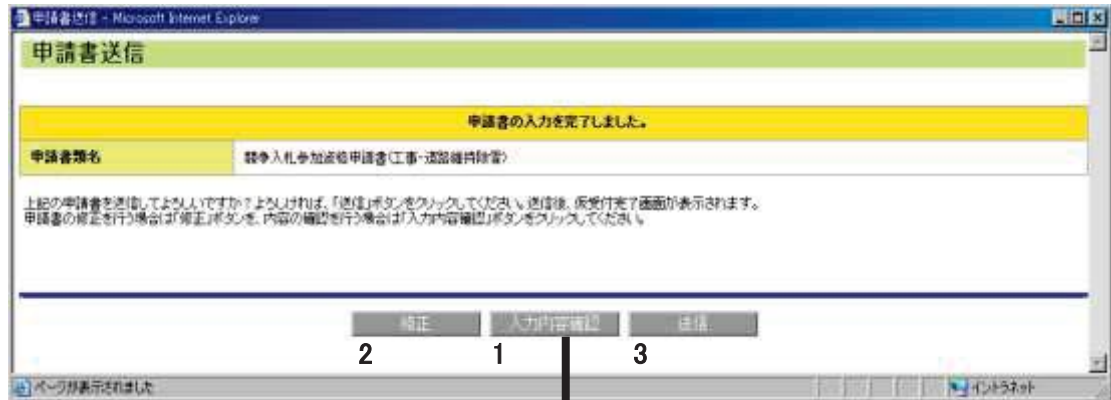 申請書送信 - Microsoft Internet Explorer
申請書送信
申請書の入力を完了しました。
申請書類名
競争入札参加資格申請書(工事・道路維持除雪)
上記の申請書を送信してよろしいですか?よろしければ、「送信」ボタンをクリックしてください。送信後、仮受付完了画面が表示されます。
申請書の修正を行う場合は「修正」ボタンを、内容の確認を行う場合は「入力内容確認」ボタンをクリックしてください。
修正 入力内容確認 送信
2 1 3
ページが表示されました イントラネット